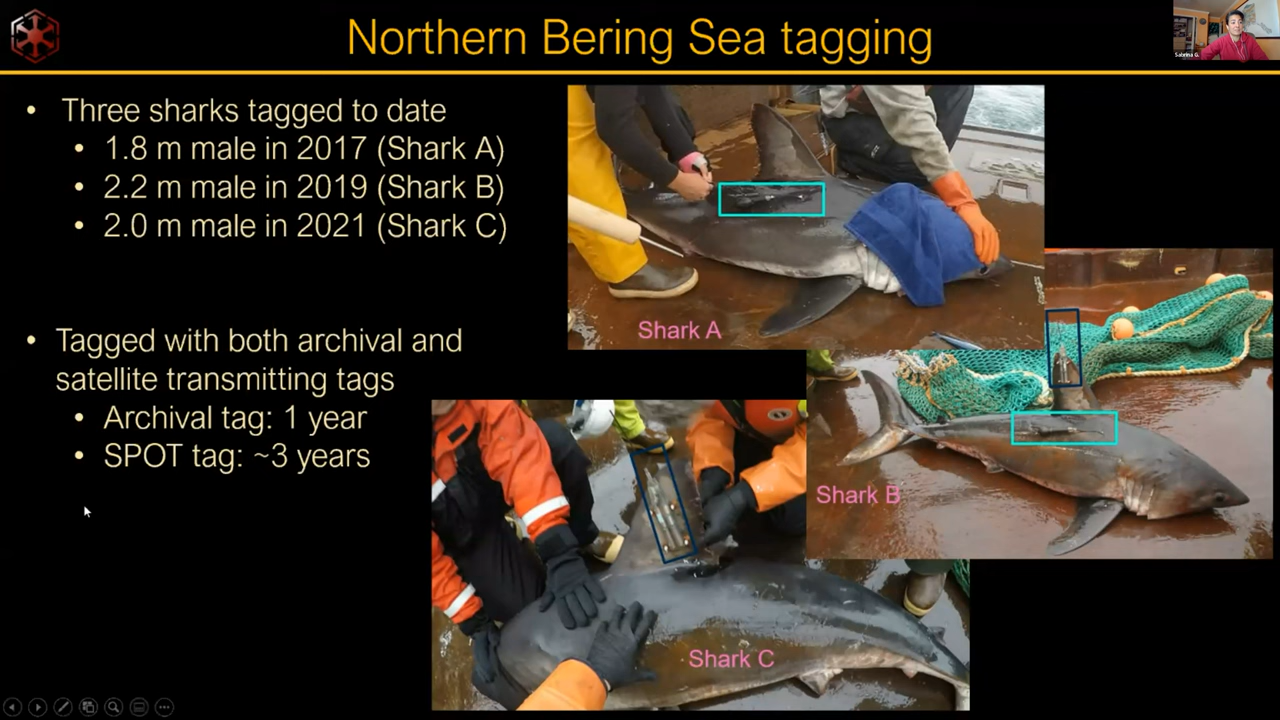 Northern Bering Sea tagging
Sabrina G.
• Three sharks tagged to date
• 1.8 m male in 2017 (Shark A)
• 2.2 m male in 2019 (Shark B)
• 2.0 m male in 2021 (Shark C)
• Tagged with both archival and
satellite transmitting tags
• Archival tag: 1 year
• SPOT tag: ~3 years
Shark A
Shark B
Shark C